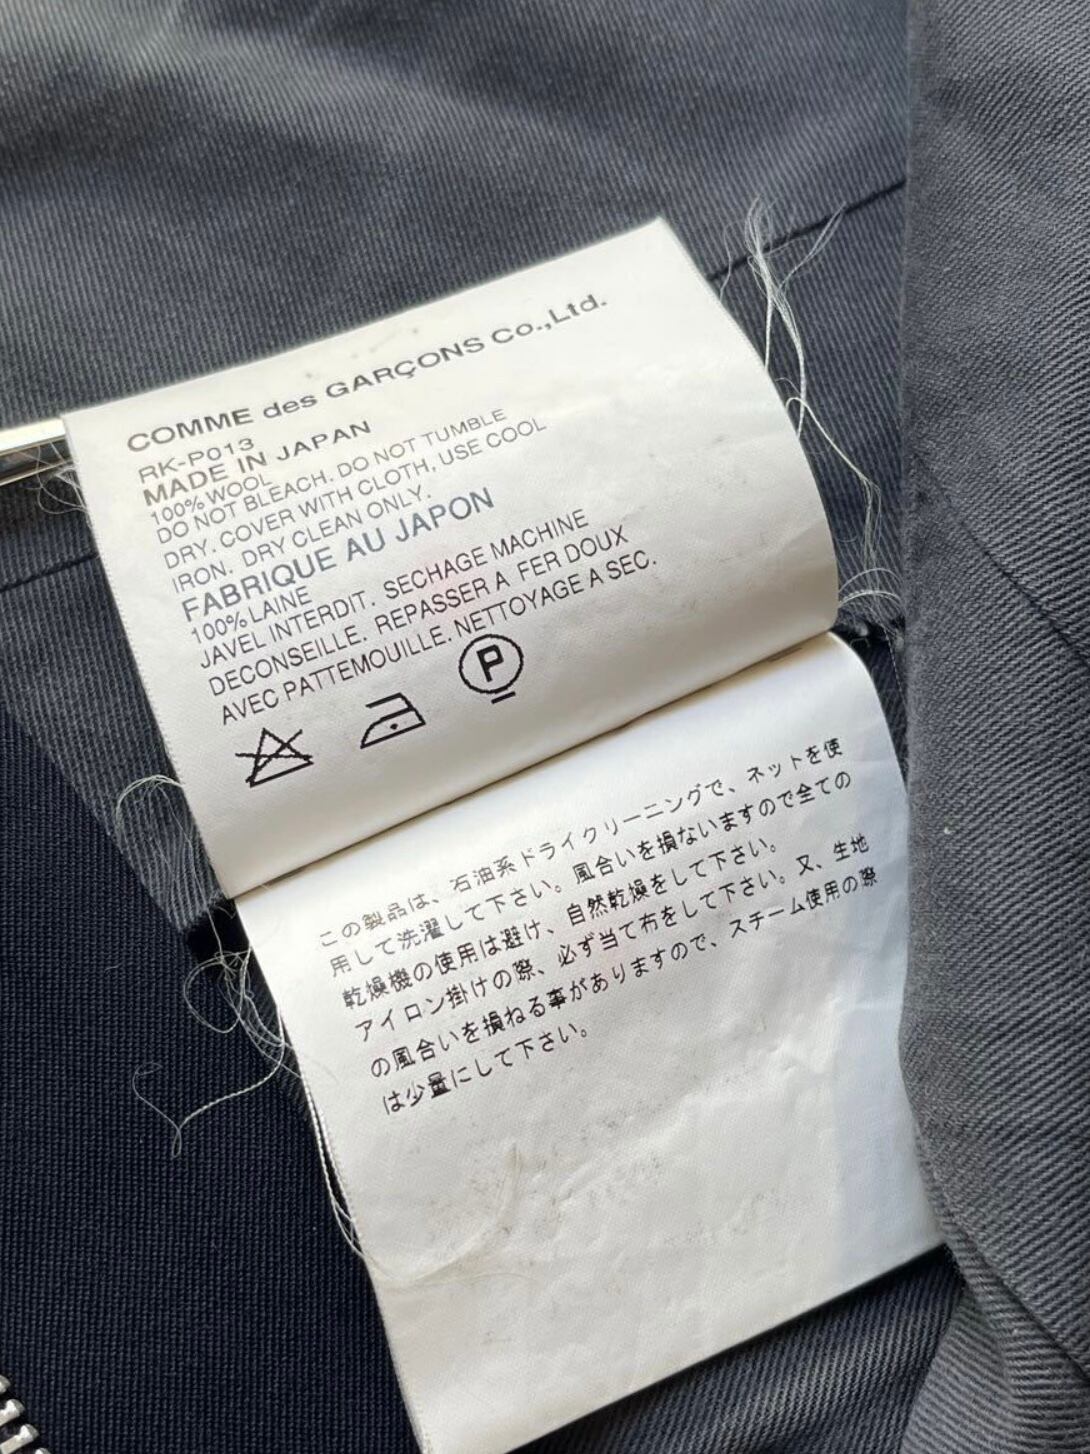 COMME des GARÇONS Co.,Ltd.
RK-P013
MADE IN JAPAN
100% WOOL
DO NOT BLEACH. DO NOT TUMBLE
DRY. COVER WITH CLOTH, USE COOL
IRON. DRY CLEAN ONLY.
FABRIQUE AU JAPON
100% LAINE
JAVEL INTERDIT. SECHAGE MACHINE
DECONSEILLE. REPASSER A FER DOUX
AVEC PATTEMOUILLE. NETTOYAGE A SEC.
P
この製品は、石油系ドライクリーニングで、ネットを使
用して洗濯して下さい。風合いを損ないますので全ての
乾燥機の使用は避け、自然乾燥をして下さい。
アイロン掛けの際、必ず当て布をして下さい。又、生地
の風合いを損ねる事がありますので、スチーム使用の際
は少量にして下さい。